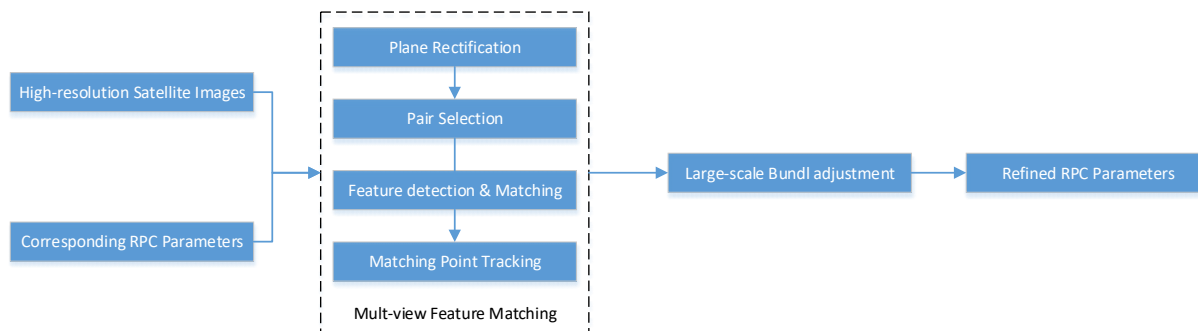 High-resolution Satellite Images
Corresponding RPC Parameters
Plane Rectification
Pair Selection
Feature detection & Matching
Matching Point Tracking
Mult-view Feature Matching
Large-scale Bundl adjustment
Refined RPC Parameters